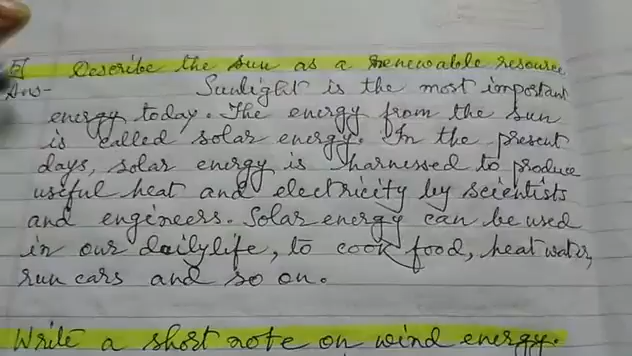 Describe the sun as a renewable resource
Ans- Sunlight is the most important
energy today. The energy from the sun
is called solar energy. In the present
days, solar energy is harnessed to produce
useful heat and electricity by scientists
and engineers. Solar energy can be used
in our dailylife, to cook food, heat water,
run cars and so on.
Write a short note on wind energy.